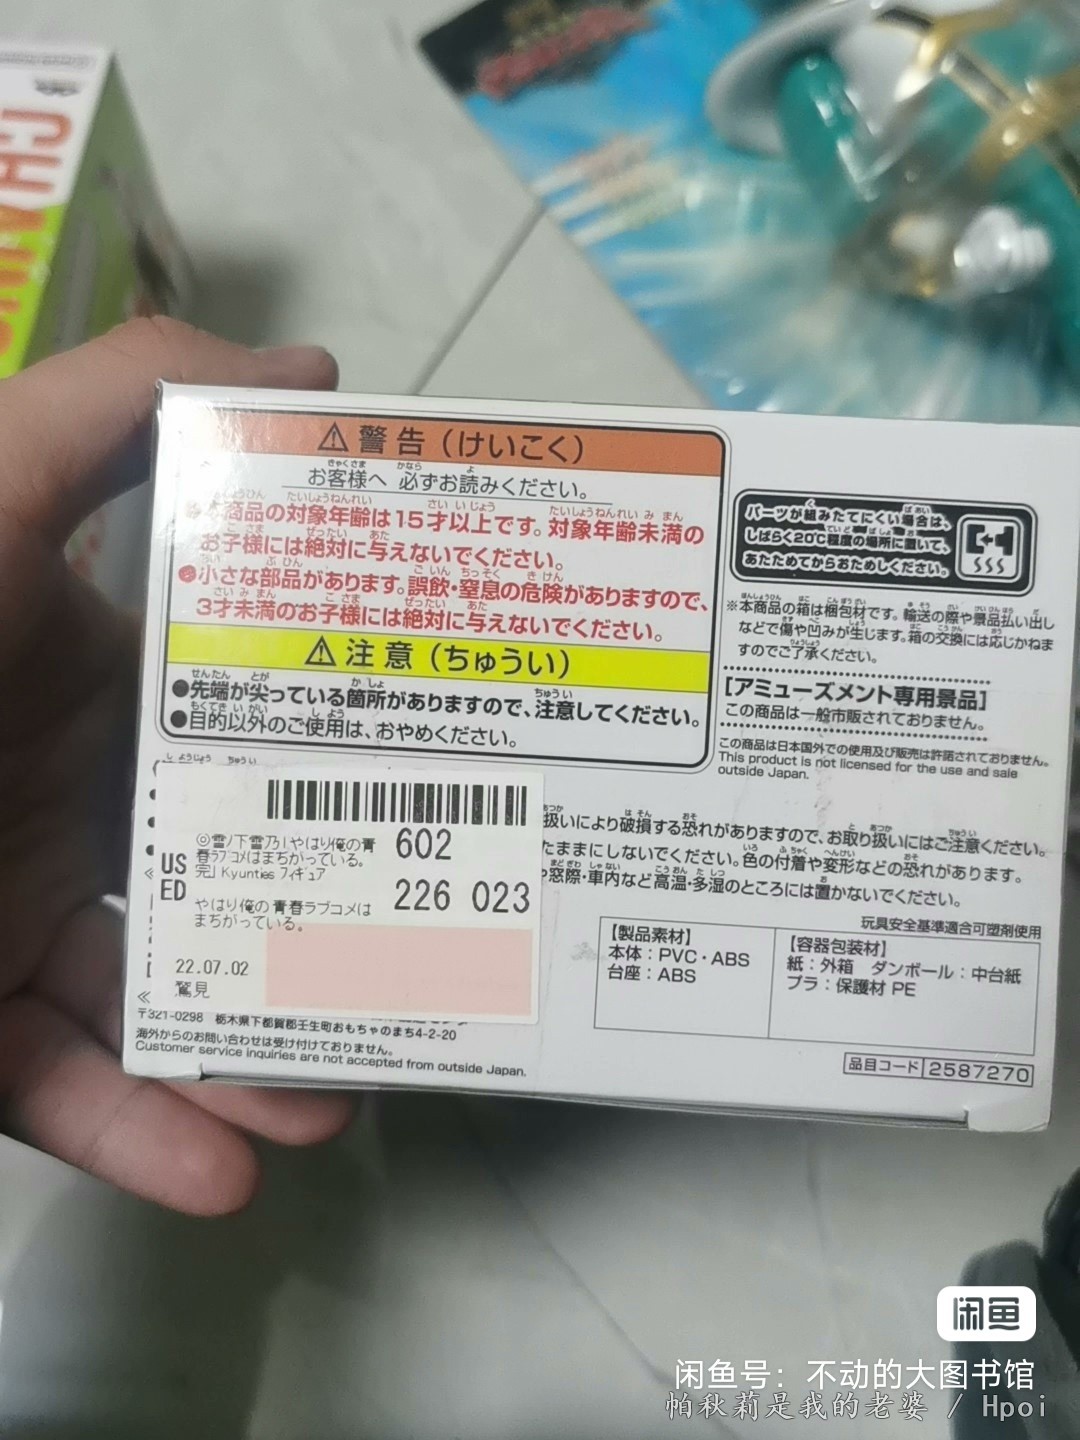 CHAINS
⚠警告（けいこく）
お客様へ 必ずお読みください。
本商品の対象年齢は15才以上です。対象年齢未満の
お子様には絶対に与えないでください。
●小さな部品があります。誤飲・窒息の危険がありますので、
3才未満のお子様には絶対に与えないでください。
⚠注意（ちゅうい）
●先端が尖っている箇所がありますので、注意してください。
●目的以外のご使用は、おやめください。
パーツが組みたてにくい場合は、
しばらく20℃程度の場所に置いて、
あたためてからおためしください。
※本商品の箱は梱包材です。輸送の際や景品払い出し
などで傷や凹みが生じます。箱の交換には応じかねま
すのでご了承ください。
【アミューズメント専用景品】
この商品は一般市販されておりません。
この商品は日本国外での使用及び販売は許諾されておりません。
This product is not licensed for the use and sale
outside Japan.
扱いにより破損する恐れがありますので、お取り扱いにはご注意ください。
たままにしないでください。色の付着や変形などの恐れがあります。
や窓際・車内など高温・多湿のところには置かないでください。
玩具安全基準適合可塑剤使用
US
ED
◎雪ノ下雪乃「やはり俺の青
春ラブコメはまちがっている。
完」Kyunties フィギュア
602
226 023
やはり俺の青春ラブコメは
まちがっている。
22.07.02
鷲見
【製品素材】
本体：PVC・ABS
台座：ABS
【容器包装材】
紙：外箱 ダンボール：中台紙
プラ：保護材 PE
〒321-0298 栃木県下都賀郡壬生町おもちゃのまち4-2-20
海外からのお問い合わせは受け付けておりません。
Customer service inquiries are not accepted from outside Japan.
品目コード 2587270
闲鱼
闲鱼号：不动的大图书馆
帕秋莉是我的老婆 / Hpoi